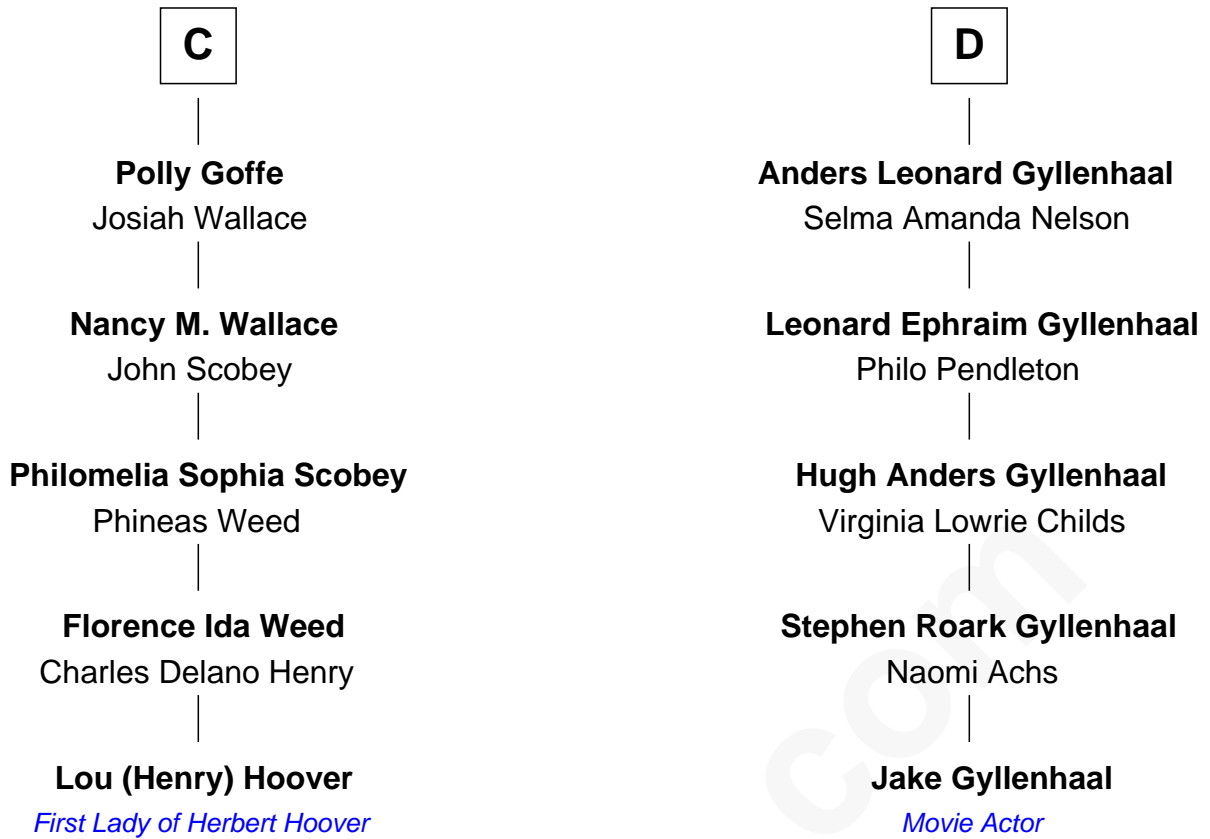 C
Polly Goffe
Josiah Wallace
Nancy M. Wallace
John Scobey
Philomelia Sophia Scobey
Phineas Weed
Florence Ida Weed
Charles Delano Henry
Lou (Henry) Hoover
First Lady of Herbert Hoover
D
Anders Leonard Gyllenhaal
Selma Amanda Nelson
Leonard Ephraim Gyllenhaal
Philo Pendleton
Hugh Anders Gyllenhaal
Virginia Lowrie Childs
Stephen Roark Gyllenhaal
Naomi Achs
Jake Gyllenhaal
Movie Actor
com